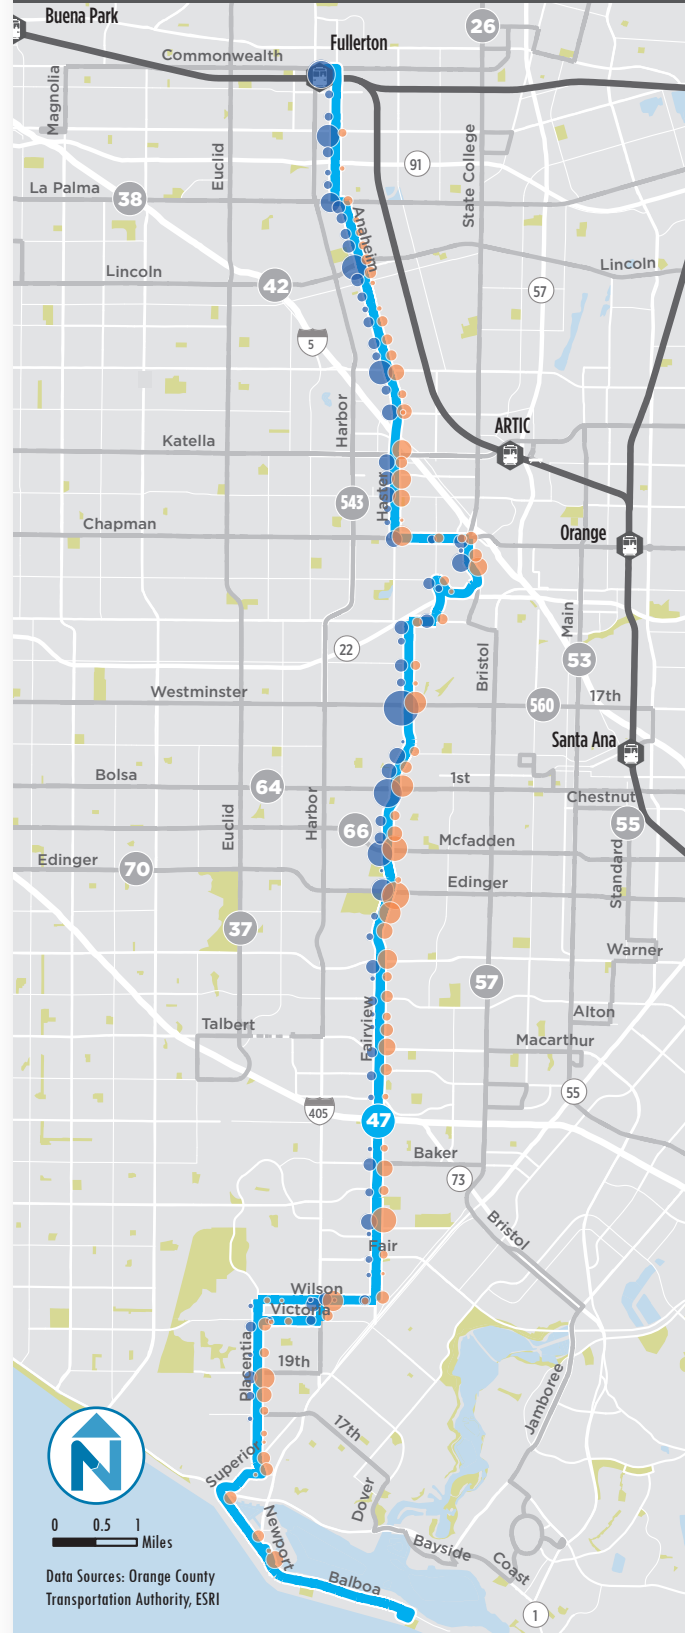 Buena Park
26
Fullerton
Commonwealth
Magnolia
Euclid
State College
91
La Palma
38
Anaheim
Lincoln
Lincoln
42
57
5
Harbor
ARTIC
Katella
Haster
543
Chapman
Orange
Main
22
Bristol
53
Westminster
17th
560
Santa Ana
Bolsa
1st
64
Chestnut
Harbor
Euclid
66
55
Mcfadden
Edinger
70
Edinger
Standard
37
Warner
57
Fairview
Alton
Talbert
Macarthur
55
405
47
Baker
73
Bristol
Fair
Wilson
Victoria
Placentia
19th
Jamboree
17th
N
Superior
Dover
Newport
0 0.5 1
Miles
Bayside
Coast
Data Sources: Orange County
Transportation Authority, ESRI
Balboa
1